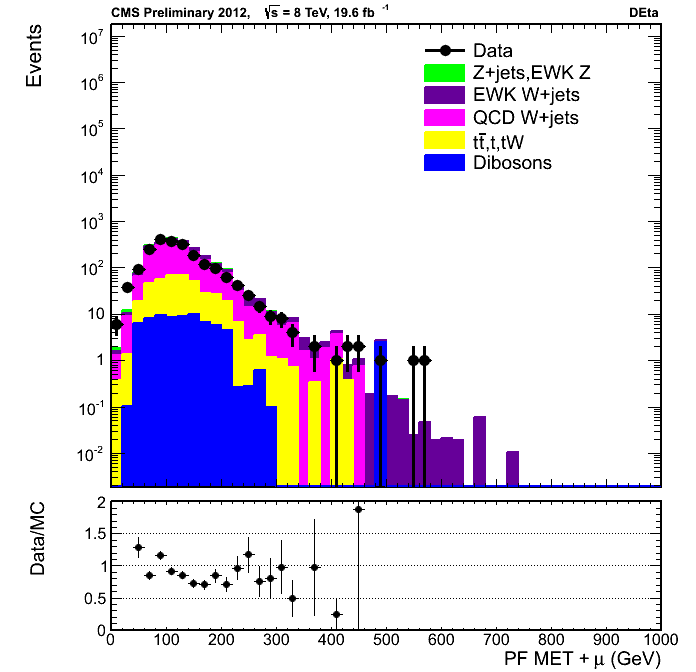 CMS Preliminary 2012, √s = 8 TeV, 19.6 fb⁻¹ DEta
Events
10⁷
10⁶
10⁵
10⁴
10³
10²
10
1
10⁻¹
10⁻²
Data
Z+jets,EWK Z
EWK W+jets
QCD W+jets
tt̄,t,tW
Dibosons
Data/MC
2
1.5
1
0.5
0
0 100 200 300 400 500 600 700 800 900 1000
PF MET + μ (GeV)